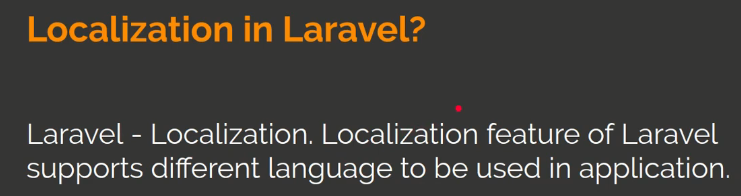 Localization in Laravel?
Laravel - Localization. Localization feature of Laravel
supports different language to be used in application.